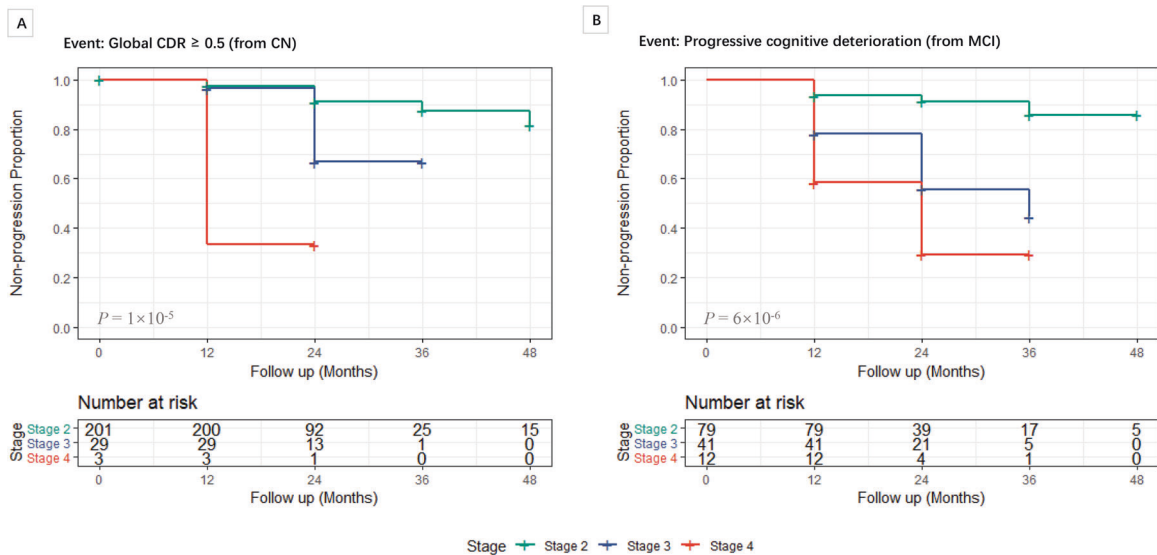 A
Event: Global CDR ≥ 0.5 (from CN)
Non-progression Proportion
1.0
0.8
0.6
0.4
0.2
0.0
P = 1×10-5
0 12 24 36 48
Follow up (Months)
Number at risk
Stage
Stage 2 201 200 92 25 15
Stage 3 29 29 13 1 0
Stage 4 3 3 1 0 0
0 12 24 36 48
Follow up (Months)
B
Event: Progressive cognitive deterioration (from MCI)
Non-progression Proportion
1.0
0.8
0.6
0.4
0.2
0.0
P = 6×10-6
0 12 24 36 48
Follow up (Months)
Number at risk
Stage
Stage 2 79 79 39 17 5
Stage 3 41 41 21 5 0
Stage 4 12 12 4 1 0
0 12 24 36 48
Follow up (Months)
Stage Stage 2 Stage 3 Stage 4